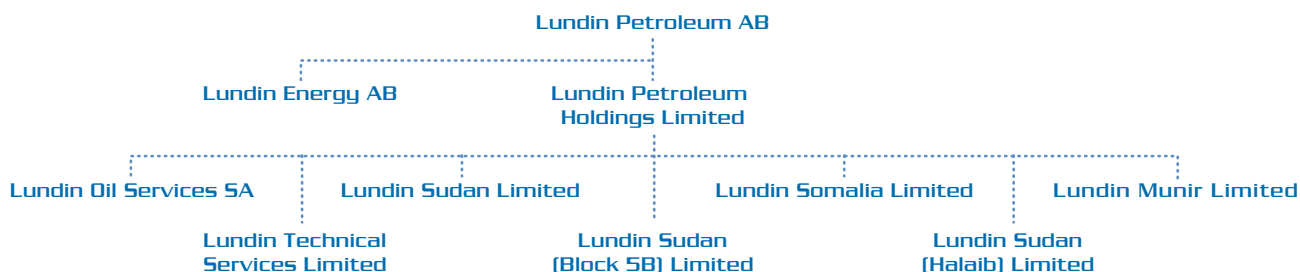 Lundin Petroleum AB
Lundin Energy AB
Lundin Petroleum
Holdings Limited
Lundin Oil Services SA
Lundin Sudan Limited
Lundin Somalia Limited
Lundin Munir Limited
Lundin Technical
Services Limited
Lundin Sudan
(Block 5B) Limited
Lundin Sudan
(Halaib) Limited